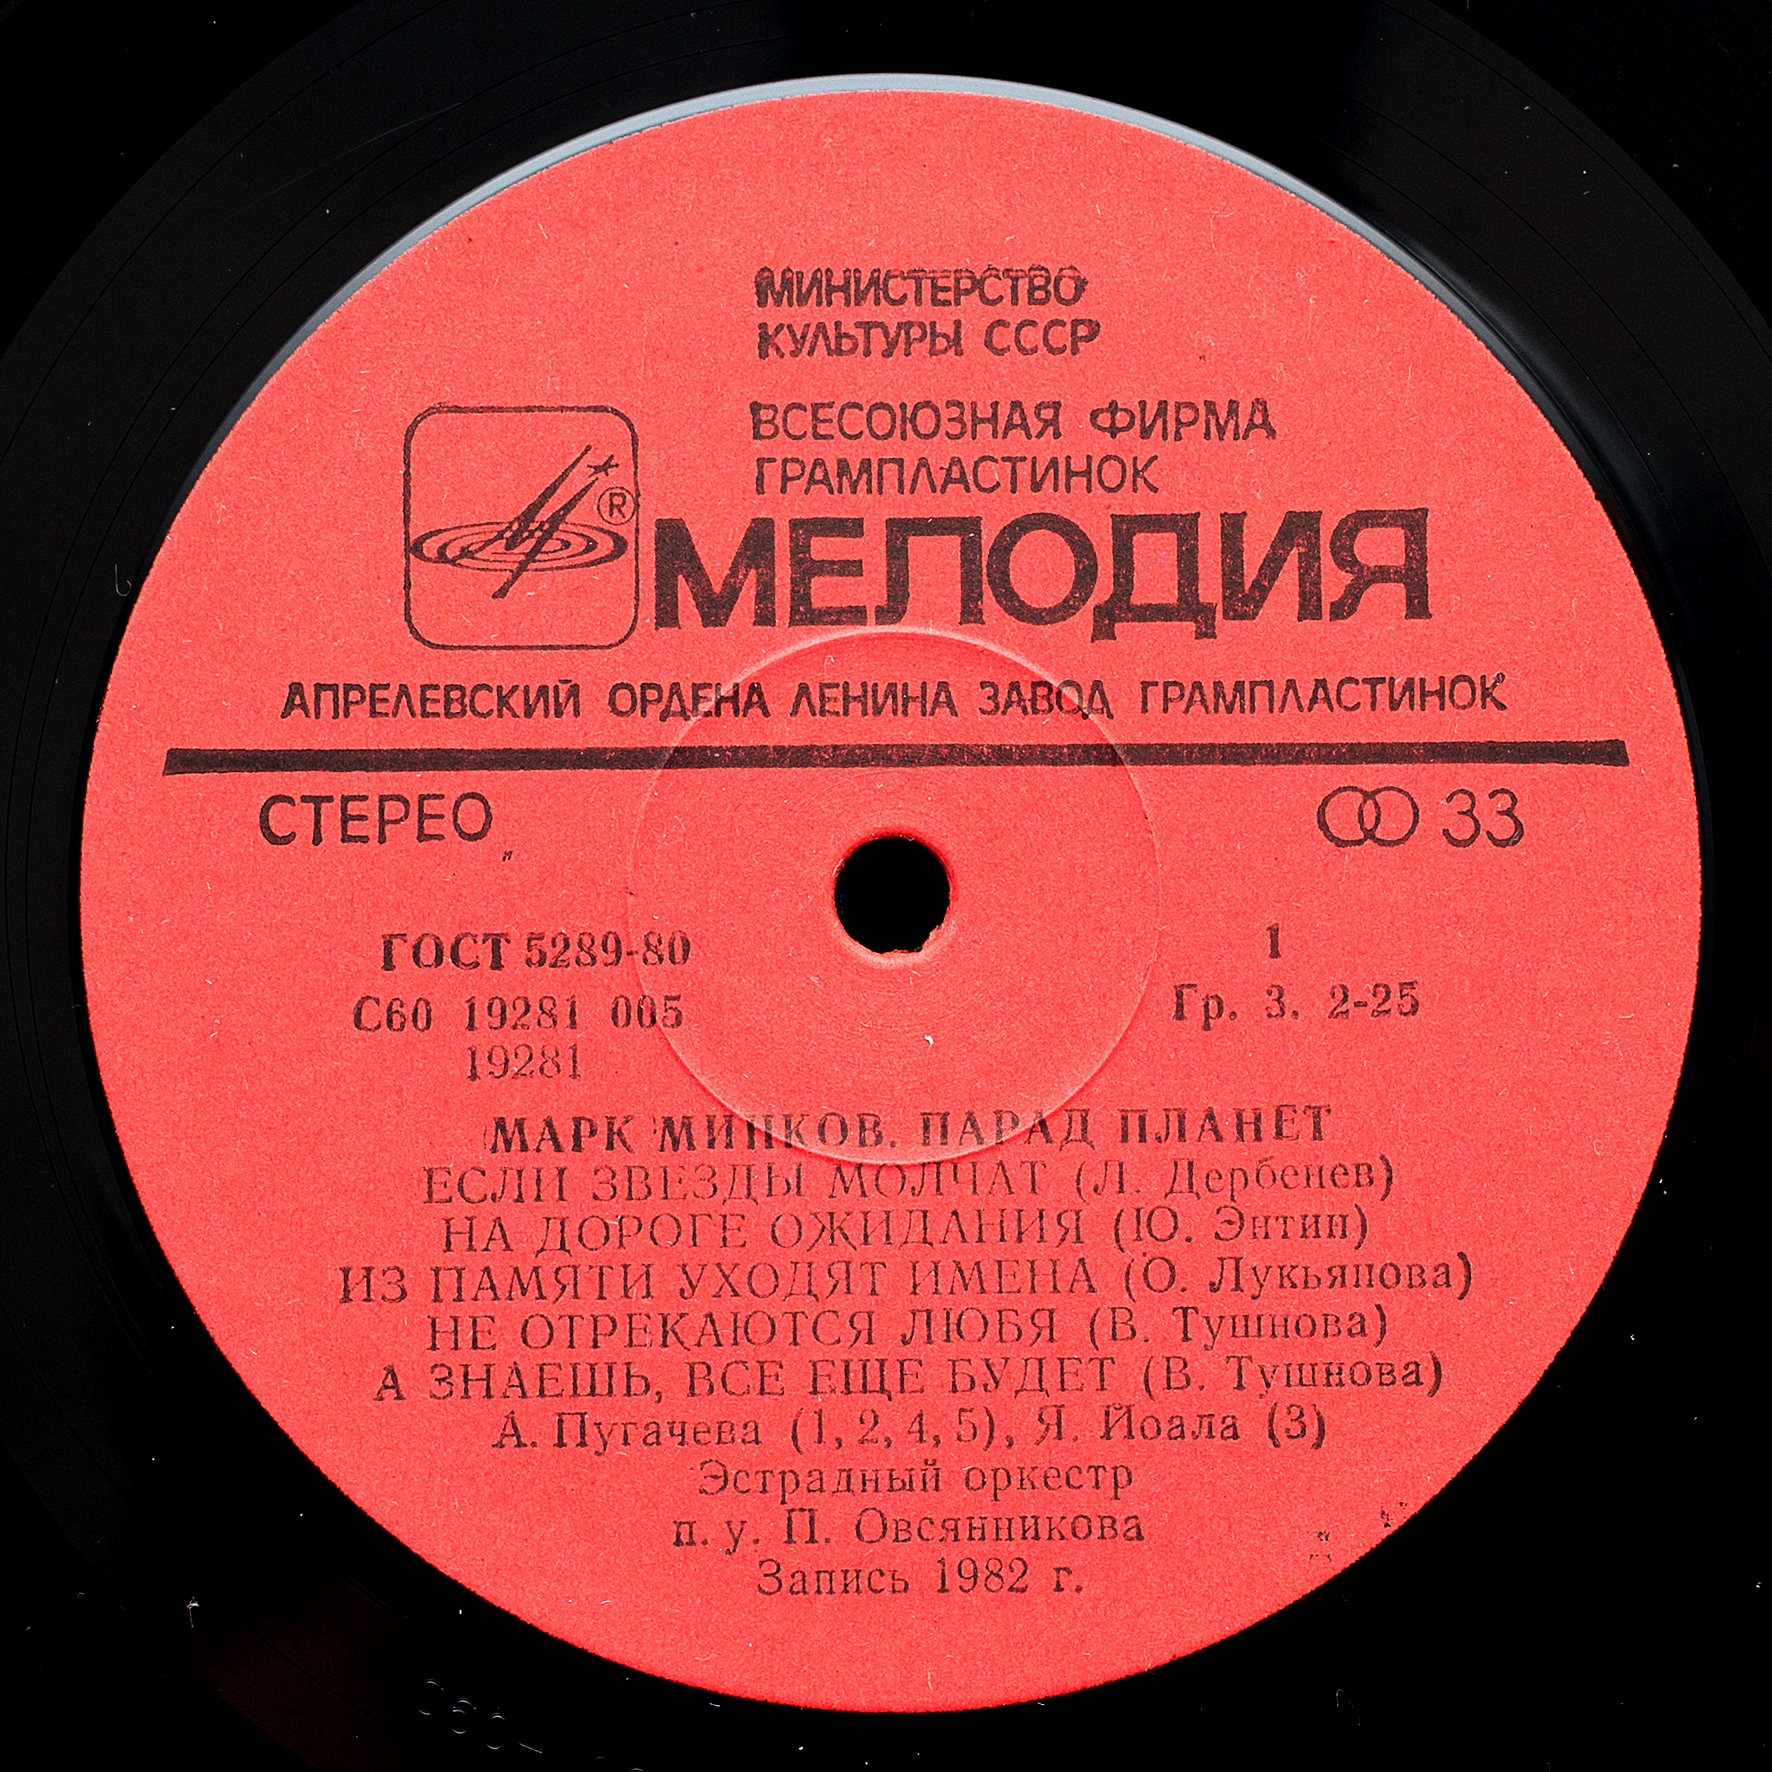 МИНИСТЕРСТВО
КУЛЬТУРЫ СССР
ВСЕСОЮЗНАЯ ФИРМА
ГРАМПЛАСТИНОК
®
МЕЛОДИЯ
АПРЕЛЕВСКИЙ ОРДЕНА ЛЕНИНА ЗАВОД ГРАМПЛАСТИНОК
СТЕРЕО 33
ГОСТ 5289-80 1
С60 19281 005 Гр. 3. 2-25
19281
МАРК МИНКОВ. ПАРАД ПЛАНЕТ
ЕСЛИ ЗВЕЗДЫ МОЛЧАТ (Л. Дербенев)
НА ДОРОГЕ ОЖИДАНИЯ (Ю. Энтин)
ИЗ ПАМЯТИ УХОДЯТ ИМЕНА (О. Лукьянова)
НЕ ОТРЕКАЮТСЯ ЛЮБЯ (В. Тушнова)
А ЗНАЕШЬ, ВСЕ ЕЩЕ БУДЕТ (В. Тушнова)
А. Пугачева (1, 2, 4, 5), Я. Йоала (3)
Эстрадный оркестр
п. у. П. Овсянникова
Запись 1982 г.